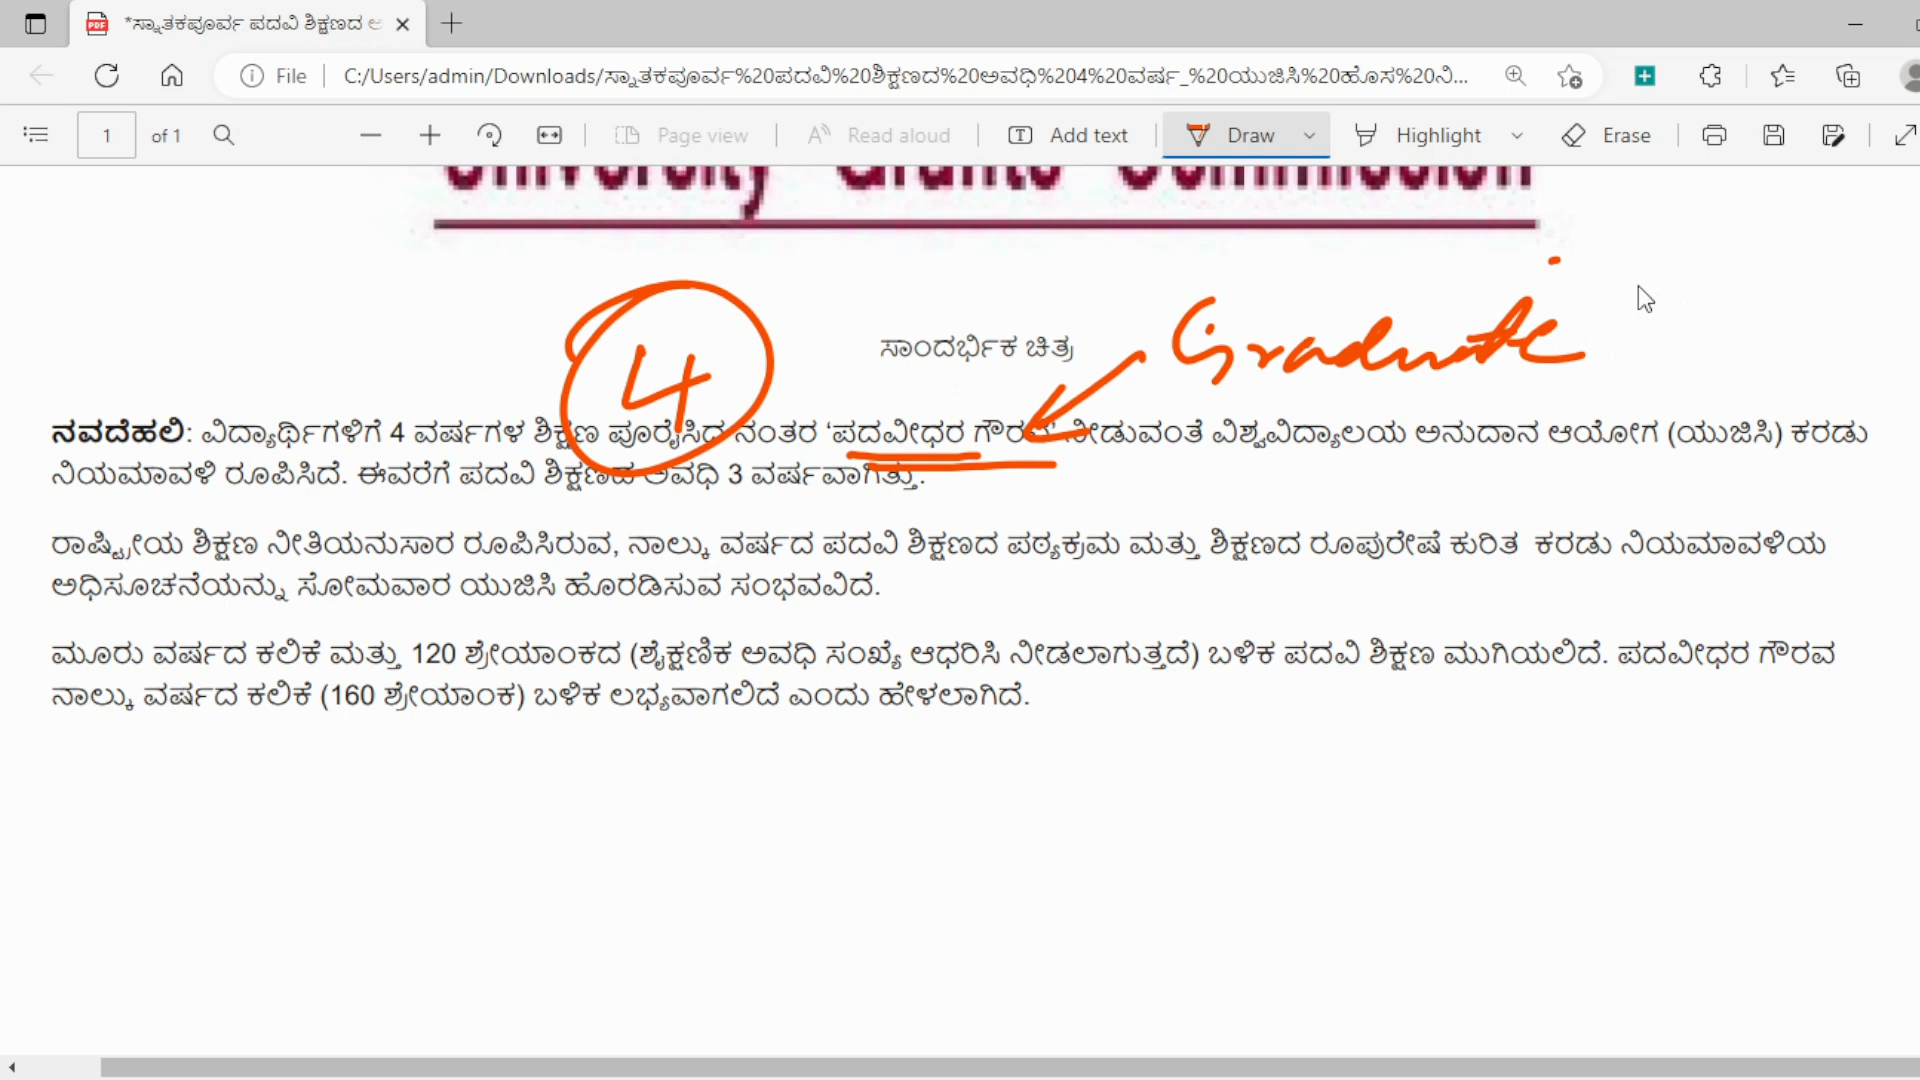 *ಸ್ನಾತಕಪೂರ್ವ ಪದವಿ ಶಿಕ್ಷಣದ ಅ
File
C:/Users/admin/Downloads/ಸ್ನಾತಕಪೂರ್ವ%20ಪದವಿ%20ಶಿಕ್ಷಣದ%20ಅವಧಿ%204%20ವರ್ಷ_%20ಯುಜಿಸಿ%20ಹೊಸ%20ನಿ...
1 of 1 Page view Read aloud Add text Draw Highlight Erase
University Grants Commission
4 ಸಾಂದರ್ಭಿಕ ಚಿತ್ರ Graduate
ನವದೆಹಲಿ: ವಿದ್ಯಾರ್ಥಿಗಳಿಗೆ 4 ವರ್ಷಗಳ ಶಿಕ್ಷಣ ಪೂರೈಸಿದ ನಂತರ ‘ಪದವೀಧರ ಗೌರವ’ ನೀಡುವಂತೆ ವಿಶ್ವವಿದ್ಯಾಲಯ ಅನುದಾನ ಆಯೋಗ (ಯುಜಿಸಿ) ಕರಡು
ನಿಯಮಾವಳಿ ರೂಪಿಸಿದೆ. ಈವರೆಗೆ ಪದವಿ ಶಿಕ್ಷಣದ ಅವಧಿ 3 ವರ್ಷವಾಗಿತ್ತು.
ರಾಷ್ಟ್ರೀಯ ಶಿಕ್ಷಣ ನೀತಿಯನುಸಾರ ರೂಪಿಸಿರುವ, ನಾಲ್ಕು ವರ್ಷದ ಪದವಿ ಶಿಕ್ಷಣದ ಪಠ್ಯಕ್ರಮ ಮತ್ತು ಶಿಕ್ಷಣದ ರೂಪುರೇಷೆ ಕುರಿತ ಕರಡು ನಿಯಮಾವಳಿಯ
ಅಧಿಸೂಚನೆಯನ್ನು ಸೋಮವಾರ ಯುಜಿಸಿ ಹೊರಡಿಸುವ ಸಂಭವವಿದೆ.
ಮೂರು ವರ್ಷದ ಕಲಿಕೆ ಮತ್ತು 120 ಶ್ರೇಯಾಂಕದ (ಶೈಕ್ಷಣಿಕ ಅವಧಿ ಸಂಖ್ಯೆ ಆಧರಿಸಿ ನೀಡಲಾಗುತ್ತದೆ) ಬಳಿಕ ಪದವಿ ಶಿಕ್ಷಣ ಮುಗಿಯಲಿದೆ. ಪದವೀಧರ ಗೌರವ
ನಾಲ್ಕು ವರ್ಷದ ಕಲಿಕೆ (160 ಶ್ರೇಯಾಂಕ) ಬಳಿಕ ಲಭ್ಯವಾಗಲಿದೆ ಎಂದು ಹೇಳಲಾಗಿದೆ.